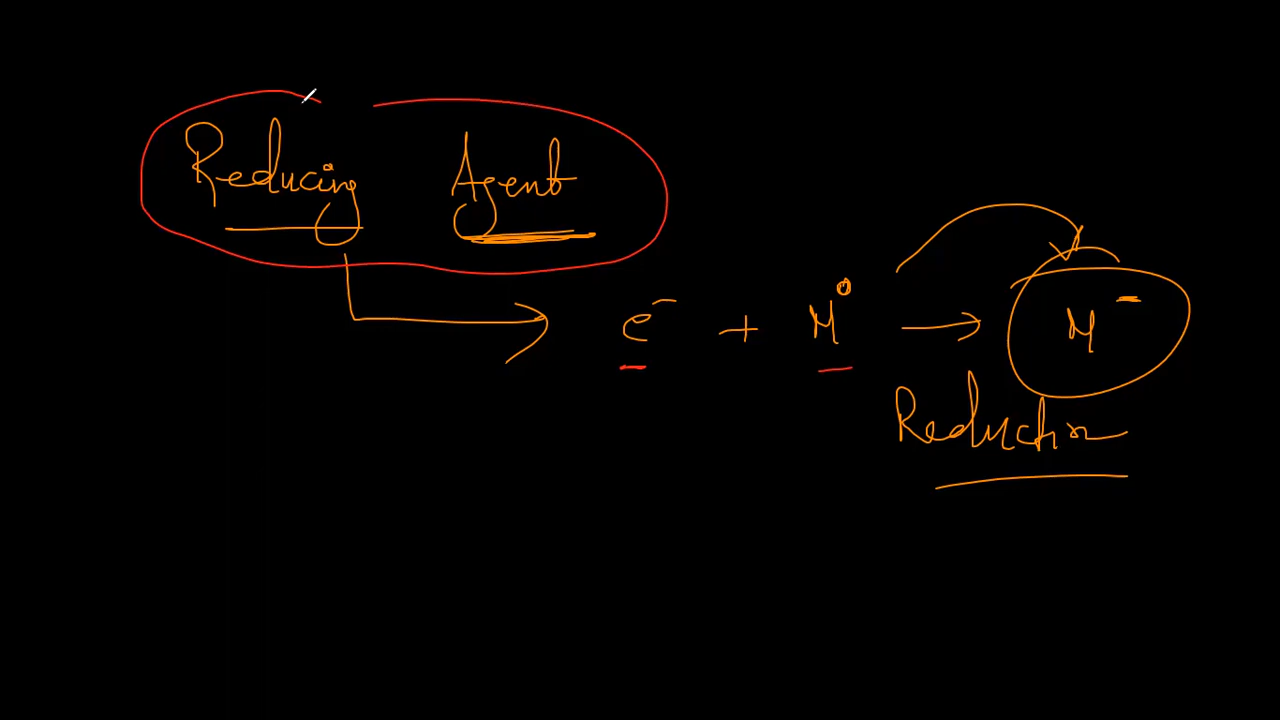 Reducing Agent
e⁻ + M⁰ → M⁻
Reduction